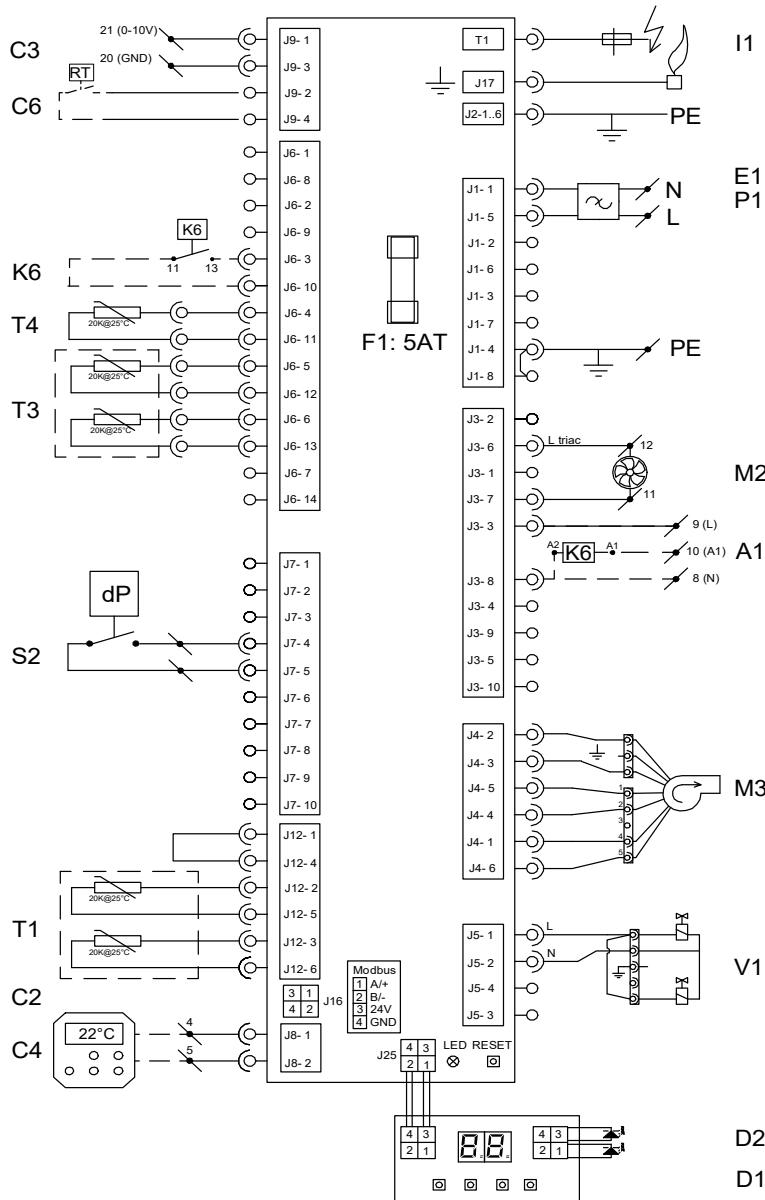 C3
21 (0-10V)
20 (GND)
C6
RT
J9- 1
J9- 3
J9- 2
J9- 4
J6- 1
J6- 8
J6- 2
J6- 9
J6- 3
J6- 10
J6- 4
J6- 11
J6- 5
J6- 12
J6- 6
J6- 13
J6- 7
J6- 14
K6
K6
11
13
T4
20K@25°C
T3
20K@25°C
20K@25°C
F1: 5AT
J7- 1
J7- 2
J7- 3
J7- 4
J7- 5
J7- 6
J7- 7
J7- 8
J7- 9
J7- 10
dP
S2
J12- 1
J12- 4
J12- 2
J12- 5
J12- 3
J12- 6
T1
20K@25°C
20K@25°C
C2
3 1
4 2
J16
Modbus
1 A/+
2 B/-
3 24V
4 GND
C4
22°C
4
5
J8- 1
J8- 2
J25
4 3
2 1
LED RESET
T1
J17
J2-1..6
I1
PE
J1- 1
J1- 5
J1- 2
J1- 6
J1- 3
J1- 7
J1- 4
J1- 8
N
L
E1
P1
PE
J3- 2
J3- 6
J3- 1
J3- 7
J3- 3
J3- 8
J3- 4
J3- 9
J3- 5
J3- 10
L triac
12
11
M2
9 (L)
A2
K6
A1
10 (A1)
A1
8 (N)
J4- 2
J4- 3
J4- 5
J4- 4
J4- 1
J4- 6
1
2
3
4
5
M3
J5- 1
J5- 2
J5- 4
J5- 3
L
N
V1
4 3
2 1
8.8.
4 3
2 1
D2
D1